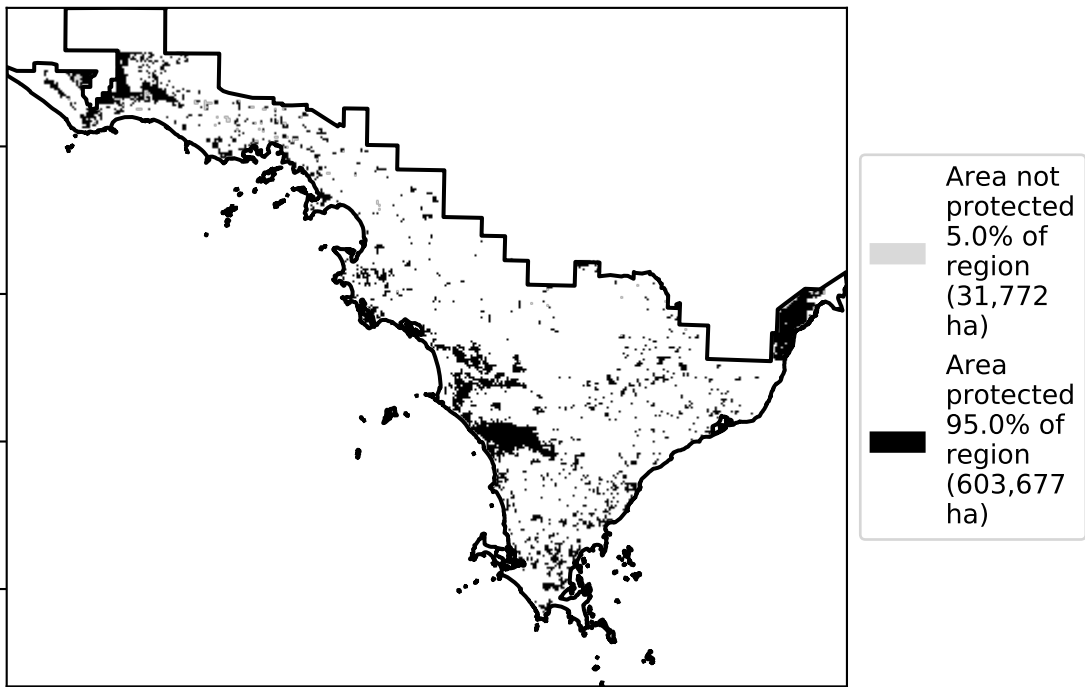 Area not
protected
5.0% of
region
(31,772
ha)
Area
protected
95.0% of
region
(603,677
ha)